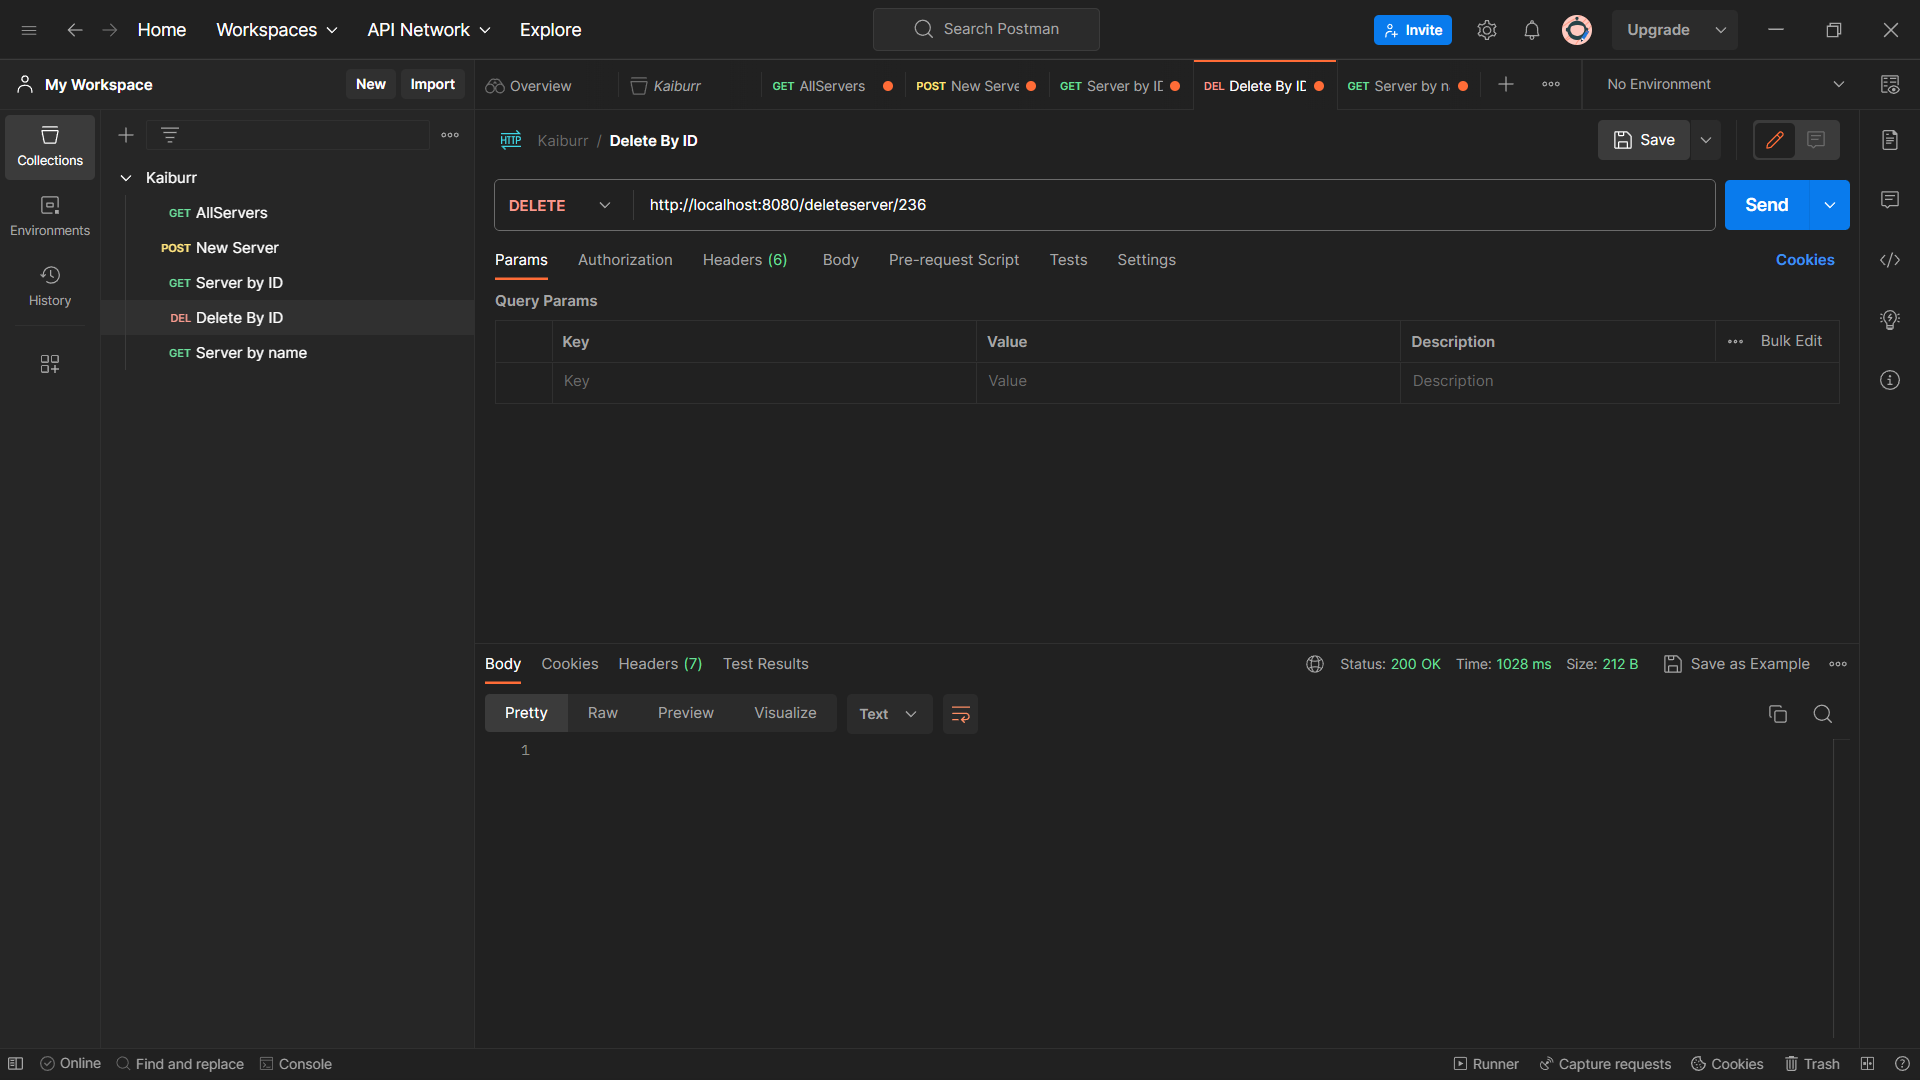 Home Workspaces API Network Explore Search Postman Invite Upgrade
My Workspace New Import Overview Kaiburr GET AllServers POST New Serve GET Server by ID DEL Delete By ID GET Server by n No Environment
Collections
Environments
History
Kaiburr
GET AllServers
POST New Server
GET Server by ID
DEL Delete By ID
GET Server by name
HTTP Kaiburr / Delete By ID Save
DELETE http://localhost:8080/deleteserver/236 Send
Params Authorization Headers (6) Body Pre-request Script Tests Settings Cookies
Query Params
Key Value Description Bulk Edit
Key Value Description
Body Cookies Headers (7) Test Results Status: 200 OK Time: 1028 ms Size: 212 B Save as Example
Pretty Raw Preview Visualize Text
1
Online Find and replace Console Runner Capture requests Cookies Trash